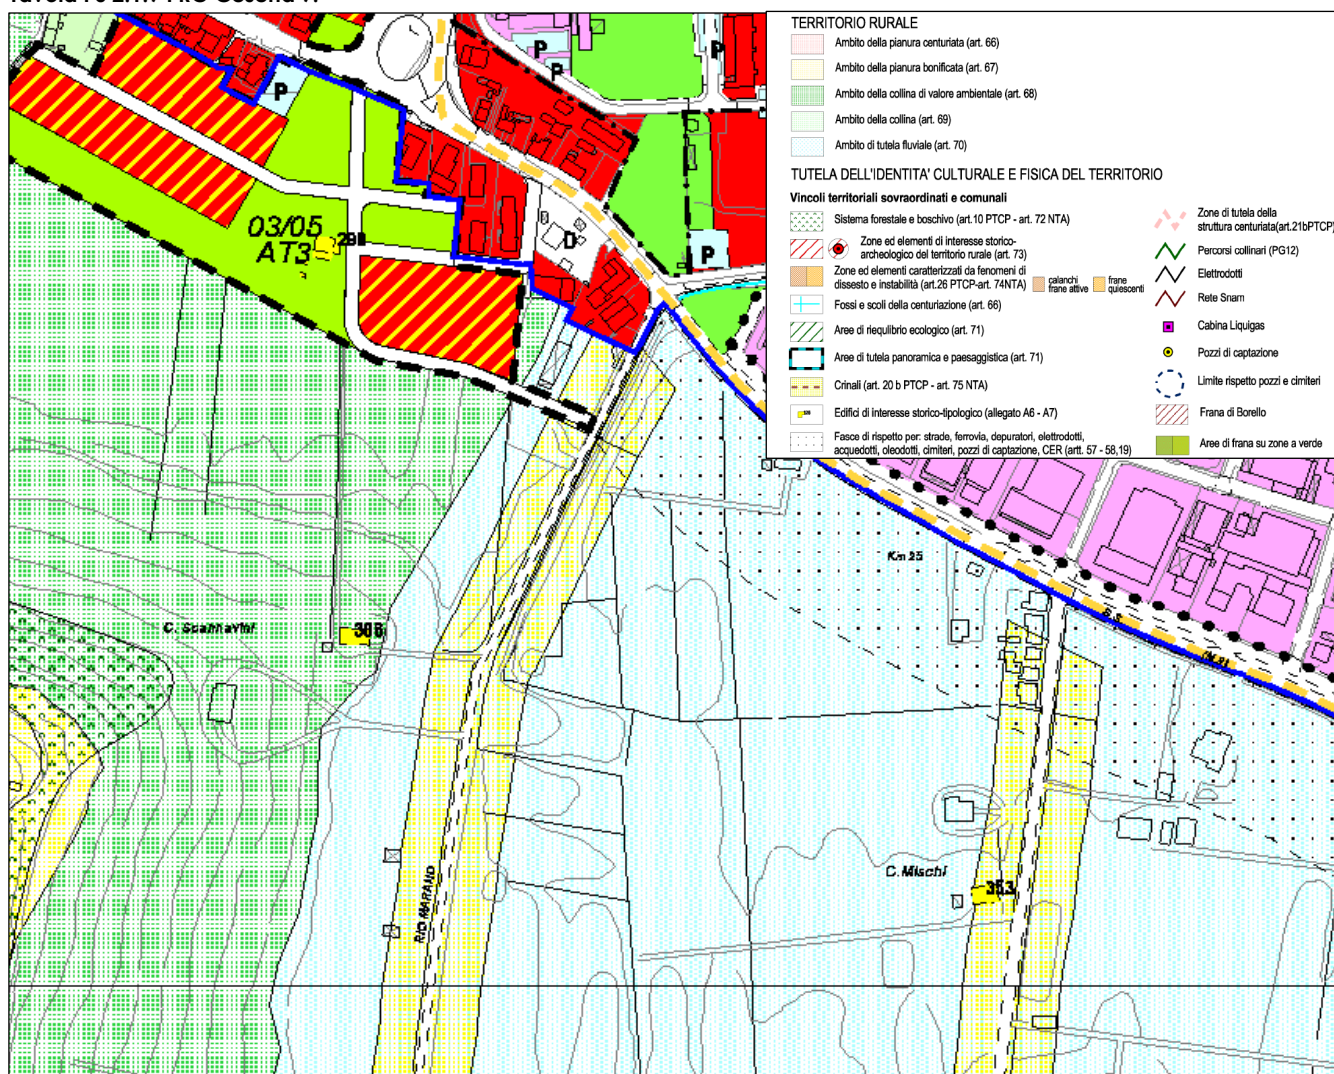 TERRITORIO RURALE
Ambito della pianura centuriata (art. 66)
Ambito della pianura bonificata (art. 67)
Ambito della collina di valore ambientale (art. 68)
Ambito della collina (art. 69)
Ambito di tutela fluviale (art. 70)
TUTELA DELL'IDENTITA' CULTURALE E FISICA DEL TERRITORIO
Vincoli territoriali sovraordinati e comunali
Sistema forestale e boschivo (art.10 PTCP - art. 72 NTA)
Zone ed elementi di interesse storico-
archeologico del territorio rurale (art. 73)
Zone ed elementi caratterizzati da fenomeni di
dissesto e instabilità (art.26 PTCP-art. 74NTA)
calanchi
frane attive
frane
quiescenti
Fossi e scoli della centuriazione (art. 66)
Aree di riequlibrio ecologico (art. 71)
Aree di tutela panoramica e paesaggistica (art. 71)
Crinali (art. 20 b PTCP - art. 75 NTA)
Edifici di interesse storico-tipologico (allegato A6 - A7)
Fasce di rispetto per: strade, ferrovia, depuratori, elettrodotti,
acquedotti, oleodotti, cimiteri, pozzi di captazione, CER (artt. 57 - 58,19)
Zone di tutela della
struttura centuriata(art.21bPTCP)
Percorsi collinari (PG12)
Elettrodotti
Rete Snam
Cabina Liquigas
Pozzi di captazione
Limite rispetto pozzi e cimiteri
Frana di Borello
Aree di frana su zone a verde
P
P
P
P
P
D
03/05
AT3
Km 25
C. Scannavini
366
RIO MARANO
C. Mischi
353